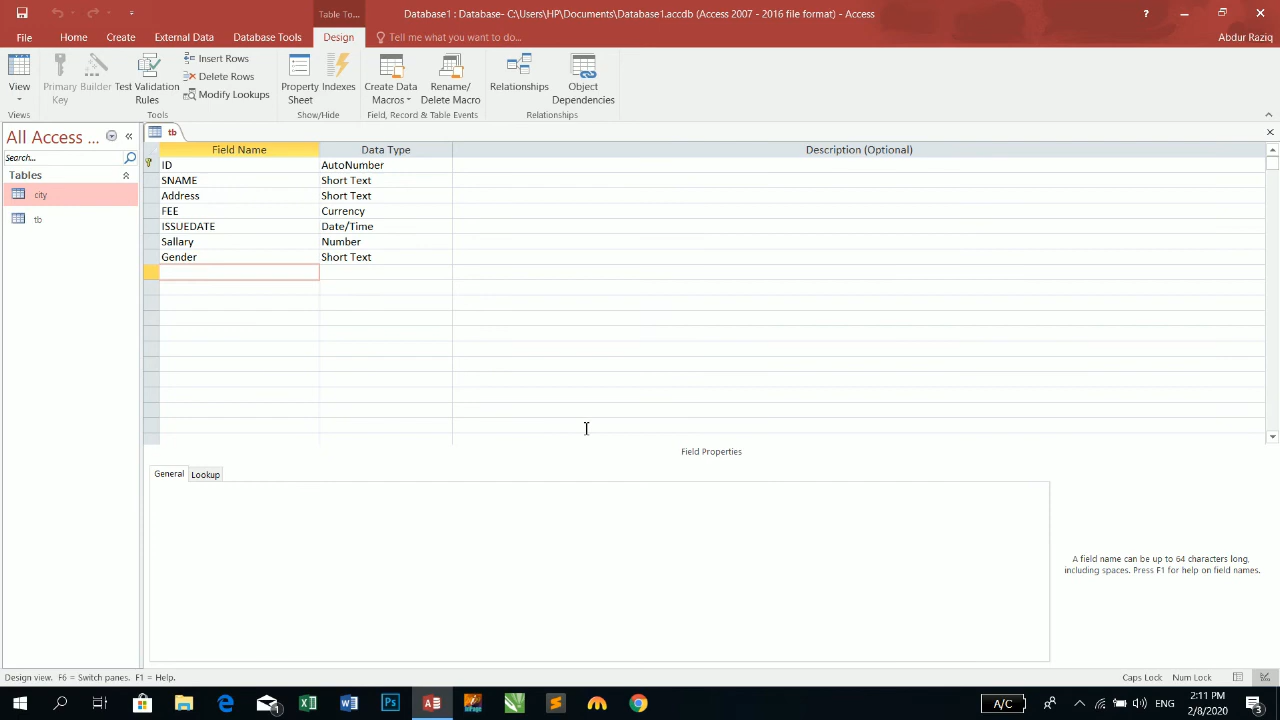 Table To...
Database1 : Database- C:\Users\HP\Documents\Database1.accdb (Access 2007 - 2016 file format) - Access
?
File
Home
Create
External Data
Database Tools
Design
Tell me what you want to do...
Abdur Raziq
View
Primary Key
Builder
Test Validation Rules
Insert Rows
Delete Rows
Modify Lookups
Property Sheet
Indexes
Create Data Macros
Rename/ Delete Macro
Relationships
Object Dependencies
Views
Tools
Show/Hide
Field, Record & Table Events
Relationships
All Access ...
Search...
Tables
city
tb
tb
Field Name Data Type Description (Optional)
ID AutoNumber
SNAME Short Text
Address Short Text
FEE Currency
ISSUEDATE Date/Time
Sallary Number
Gender Short Text
Field Properties
General Lookup
A field name can be up to 64 characters long,
including spaces. Press F1 for help on field names.
Design view. F6 = Switch panes. F1 = Help.
Caps Lock Num Lock
1
Ps
A/C
ENG
2:11 PM
2/8/2020
3